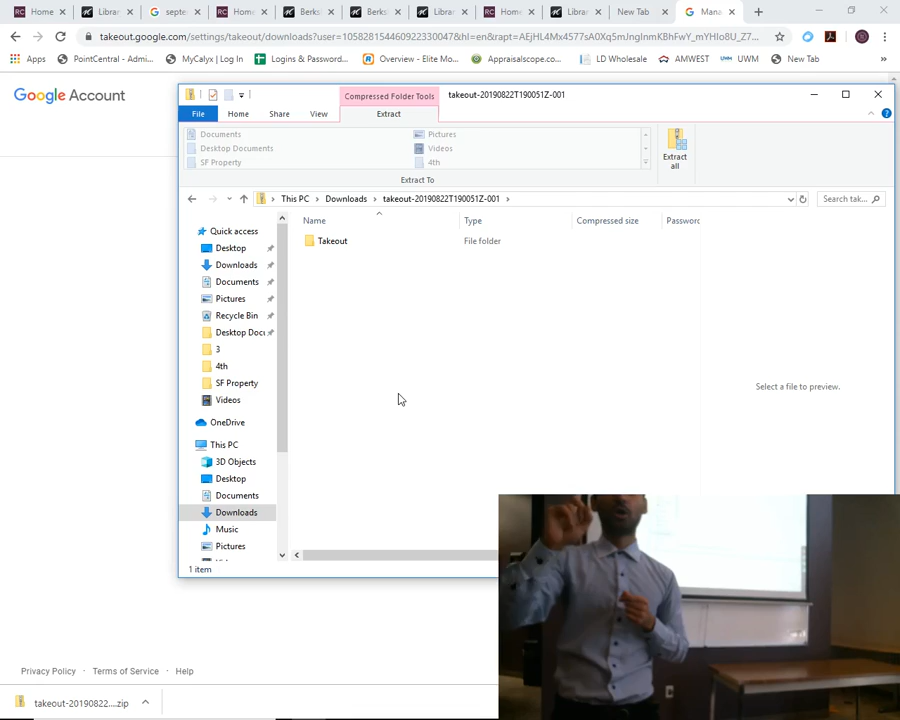 Home
Librar
septe
Home
Berks
Berks
Librar
Home
Librar
New Tab
Mana
takeout.google.com/settings/takeout/downloads?user=105828154460922330047&hl=en&rapt=AEjHL4Mx4577sA0Xq5mJngInmKBhFwY_mYHIo8U_Z7...
Apps
PointCentral - Admi...
MyCalyx | Log In
Logins & Password...
Overview - Elite Mo...
Appraisalscope.com
LD Wholesale
AMWEST
UWM
New Tab
Google Account
Compressed Folder Tools
takeout-20190822T190051Z-001
File
Home
Share
View
Extract
Documents
Pictures
Desktop Documents
Videos
SF Property
4th
Extract
all
Extract To
This PC
Downloads
takeout-20190822T190051Z-001
Search tak...
Name
Type
Compressed size
Password
Takeout
File folder
Quick access
Desktop
Downloads
Documents
Pictures
Recycle Bin
Desktop Docu
3
4th
SF Property
Videos
OneDrive
This PC
3D Objects
Desktop
Documents
Downloads
Music
Pictures
Select a file to preview.
1 item
Privacy Policy · Terms of Service · Help
takeout-20190822....zip